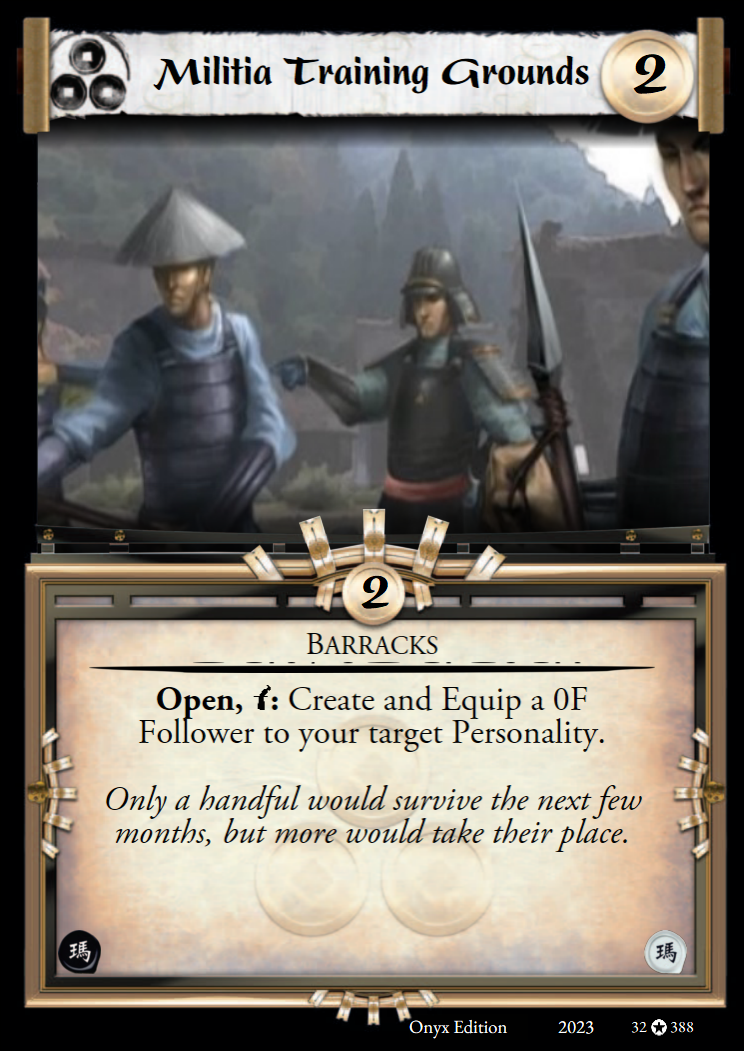 Militia Training Grounds 2
2
Barracks
Open, : Create and Equip a 0F
Follower to your target Personality.
Only a handful would survive the next few
months, but more would take their place.
瑪 瑪
Onyx Edition 2023 32 388